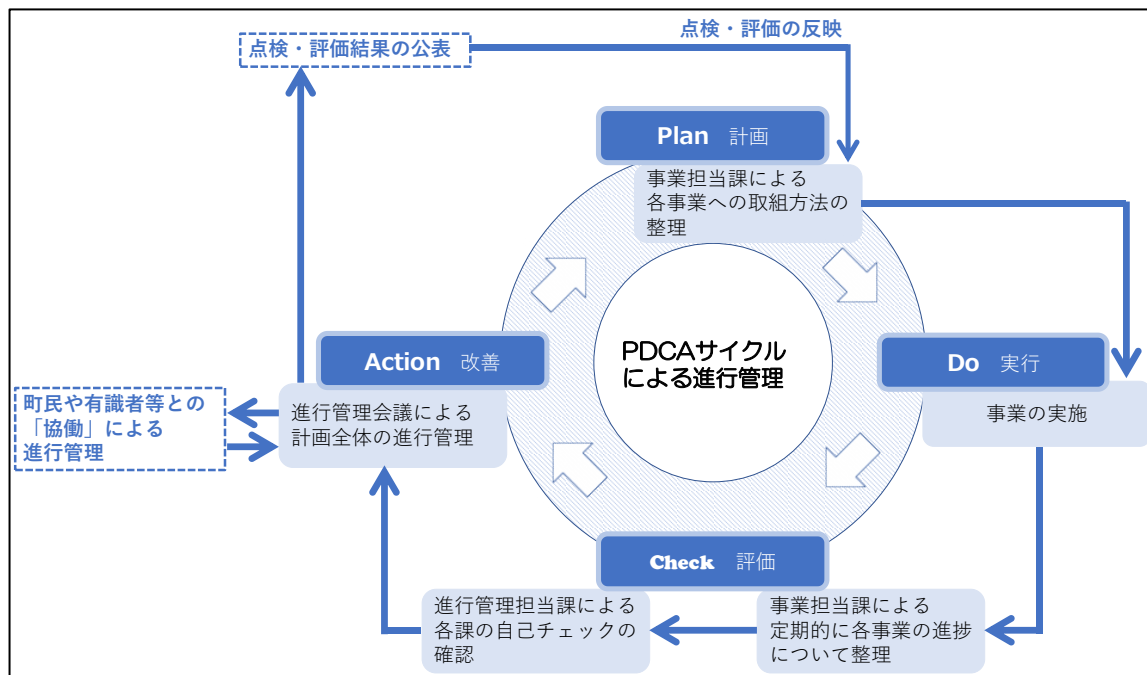 点検・評価の反映
点検・評価結果の公表
Plan 計画
事業担当課による
各事業への取組方法の
整理
PDCAサイクル
による進行管理
Do 実行
事業の実施
Action 改善
進行管理会議による
計画全体の進行管理
町民や有識者等との
「協働」による
進行管理
Check 評価
進行管理担当課による
各課の自己チェックの
確認
事業担当課による
定期的に各事業の進捗
について整理